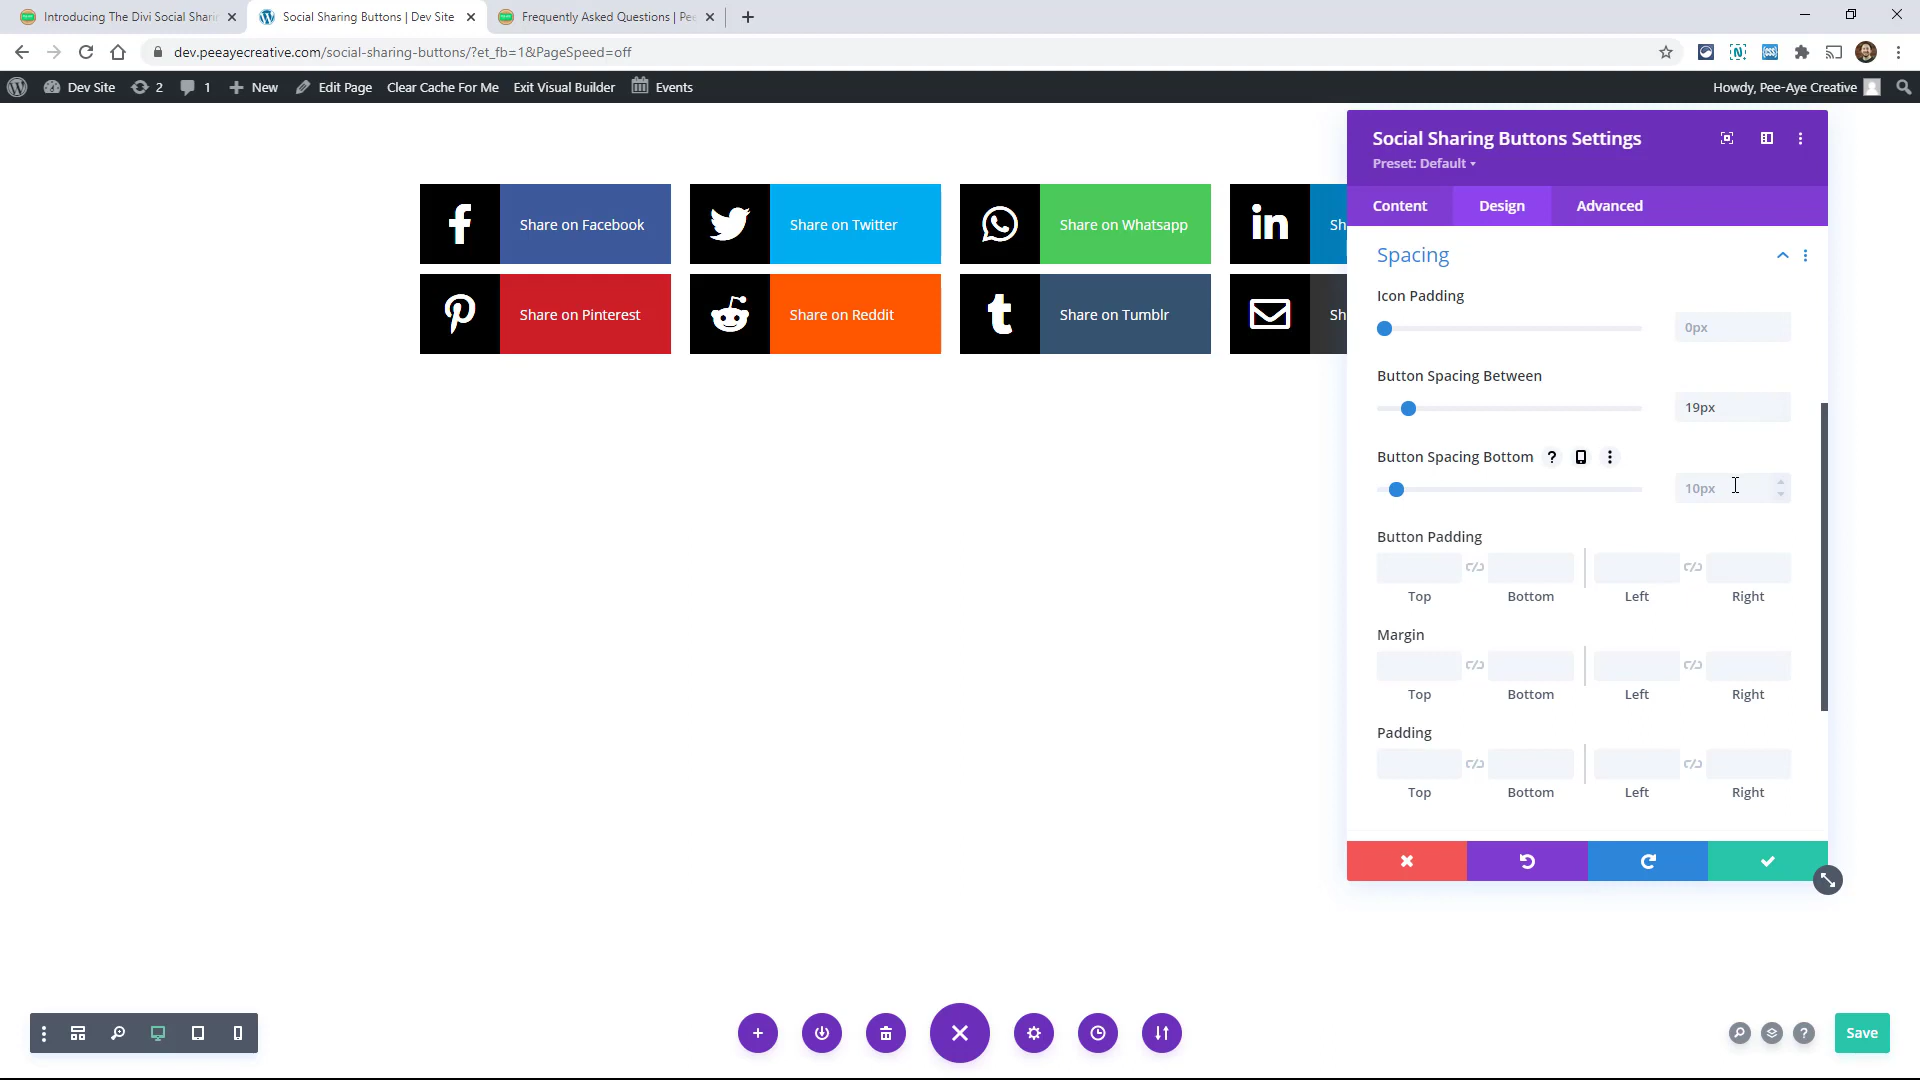 Introducing The Divi Social Shari
Social Sharing Buttons | Dev Site
Frequently Asked Questions | Pee
dev.peeayecreative.com/social-sharing-buttons/?et_fb=1&PageSpeed=off
Dev Site
2
1
New
Edit Page
Clear Cache For Me
Exit Visual Builder
Events
Howdy, Pee-Aye Creative
Share on Facebook
Share on Twitter
Share on Whatsapp
Sh
Share on Pinterest
Share on Reddit
Share on Tumblr
Sh
Social Sharing Buttons Settings
Preset: Default
Content
Design
Advanced
Spacing
Icon Padding
0px
Button Spacing Between
19px
Button Spacing Bottom
10px
Button Padding
Top
Bottom
Left
Right
Margin
Top
Bottom
Left
Right
Padding
Top
Bottom
Left
Right
Save